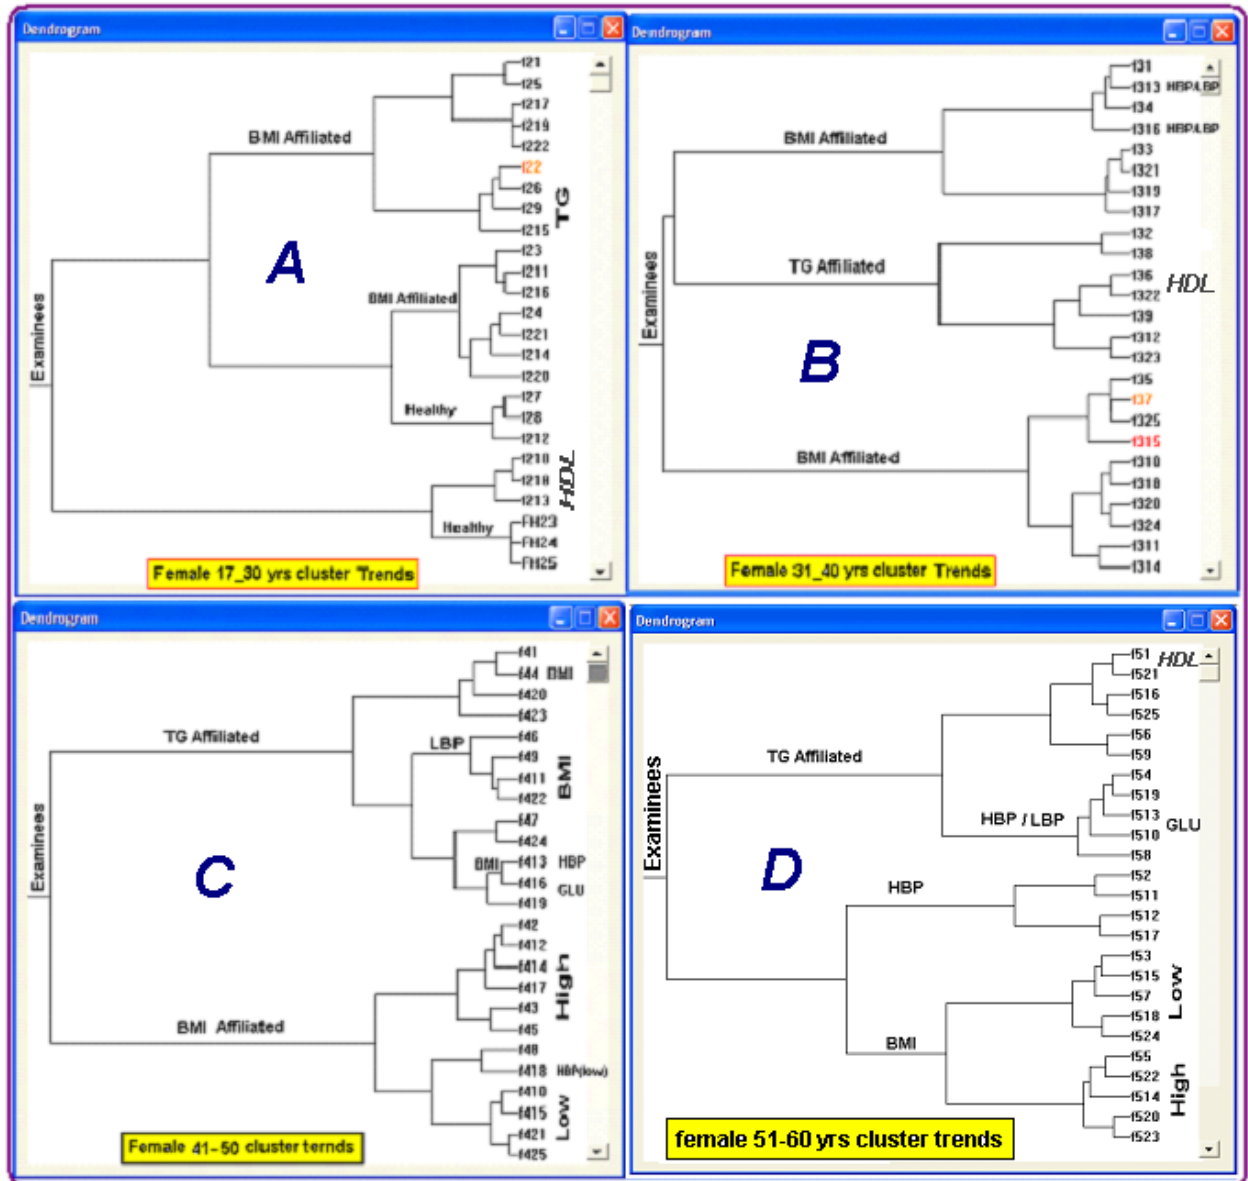 Dendrogram
f21
f25
f217
f219
BMI Affiliated
f222
f22
f26
TG
f29
f215
A
f23
f211
BMI Affiliated
f216
f24
f221
f214
Examinees
f220
f27
Healthy
f28
f212
f210
f218
HDL
f213
FH23
Healthy
FH24
FH25
Female 17_30 yrs cluster Trends
Dendrogram
f31
f313 HBP/LBP
f34
BMI Affiliated
f316 HBP/LBP
f33
f321
f319
f317
f32
f38
TG Affiliated
f36
HDL
f322
Examinees
f39
f312
B
f323
f35
f37
f325
f315
BMI Affiliated
f310
f318
f320
f324
f311
f314
Female 31_40 yrs cluster Trends
Dendrogram
f41
f44 BMI
f420
f423
TG Affiliated
LBP
f46
f49
BMI
f411
f422
f47
f424
Examinees
BMI
f413 HBP
f416 GLU
C
f419
f42
f412
f414
High
f417
f43
f45
BMI Affiliated
f48
f418 HBP(low)
f410
f415
Low
f421
f425
Female 41-50 cluster ternds
Dendrogram
f51 HDL
f521
f516
f525
f56
TG Affiliated
f59
f54
f519
HBP / LBP
f513
GLU
f510
Examinees
f58
D
f52
HBP
f511
f512
f517
f53
f515
Low
f57
f518
BMI
f524
f55
f522
High
f514
f520
f523
female 51-60 yrs cluster trends